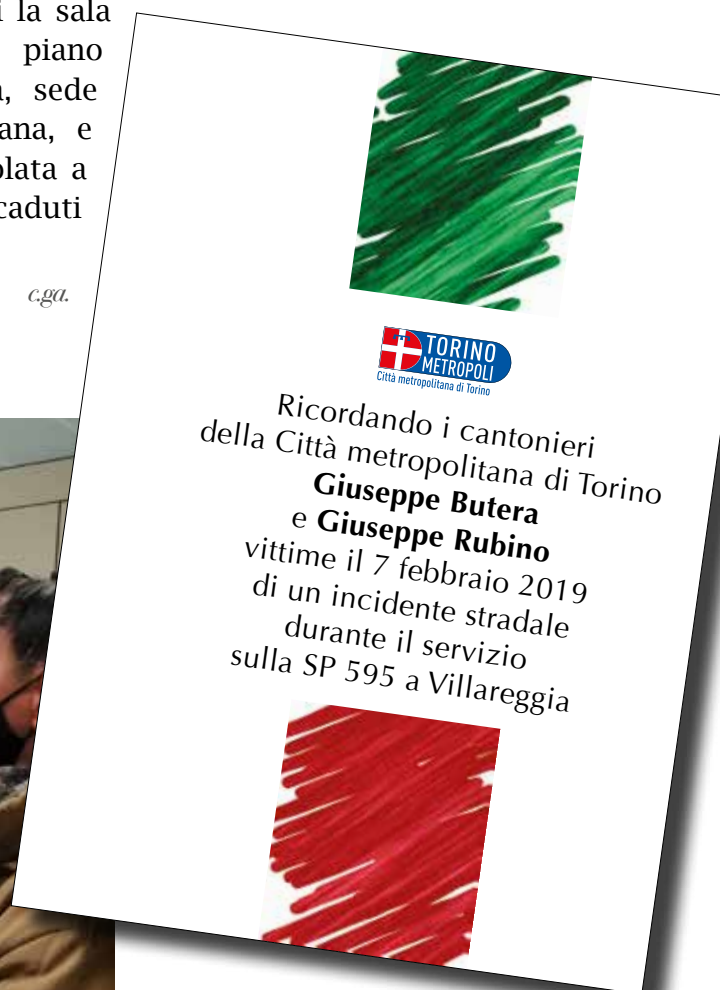 la sala
piano
sede
ana, e
olata a
caduti
c.ga.
TORINO
METROPOLI
Città metropolitana di Torino
Ricordando i cantonieri
della Città metropolitana di Torino
Giuseppe Butera
e Giuseppe Rubino
vittime il 7 febbraio 2019
di un incidente stradale
durante il servizio
sulla SP 595 a Villareggia